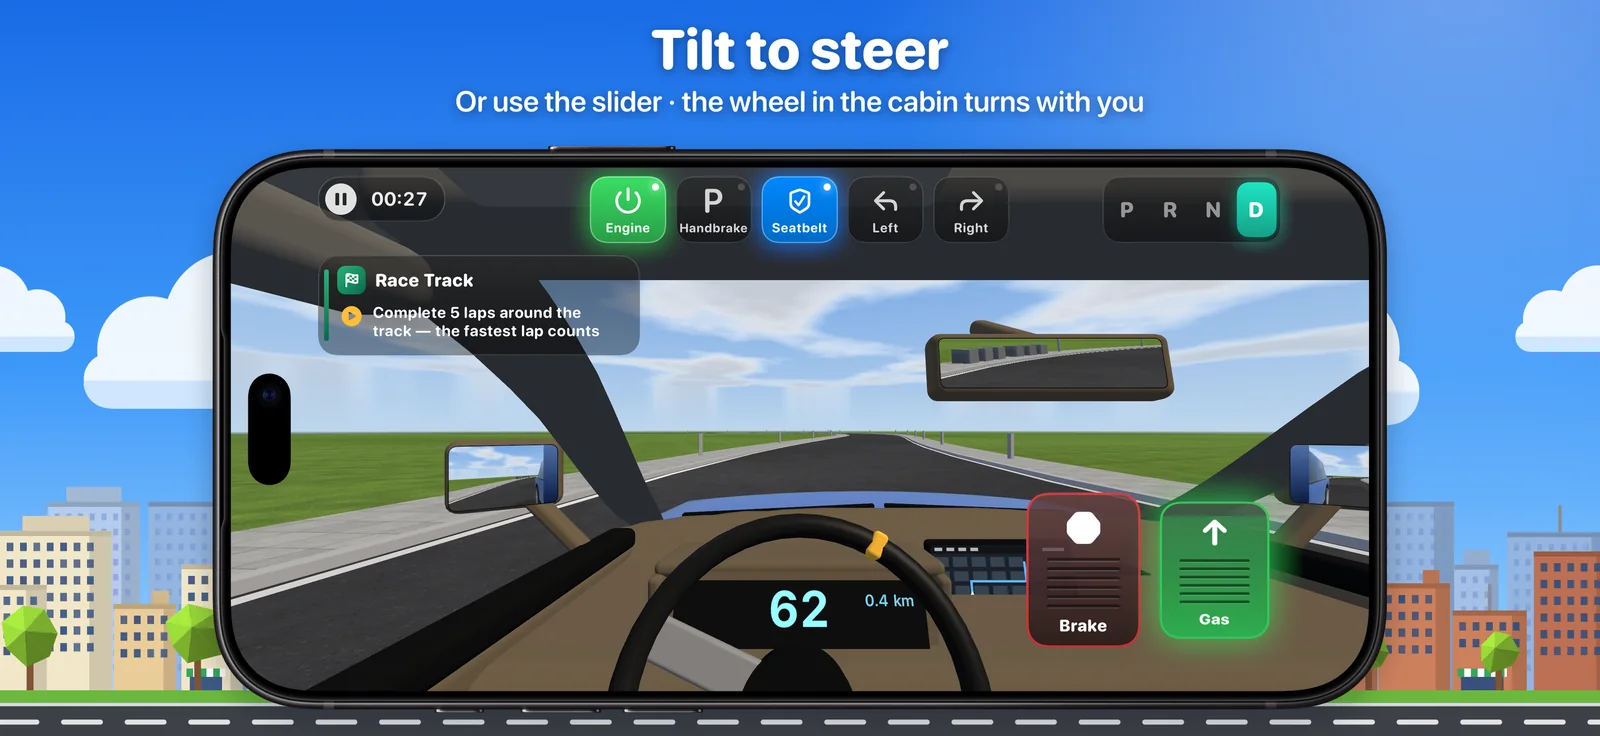 Tilt to steer
Or use the slider · the wheel in the cabin turns with you
00:27
Engine
P
Handbrake
Seatbelt
Left
Right
P R N D
Race Track
Complete 5 laps around the
track — the fastest lap counts
62
0.4 km
Brake
Gas